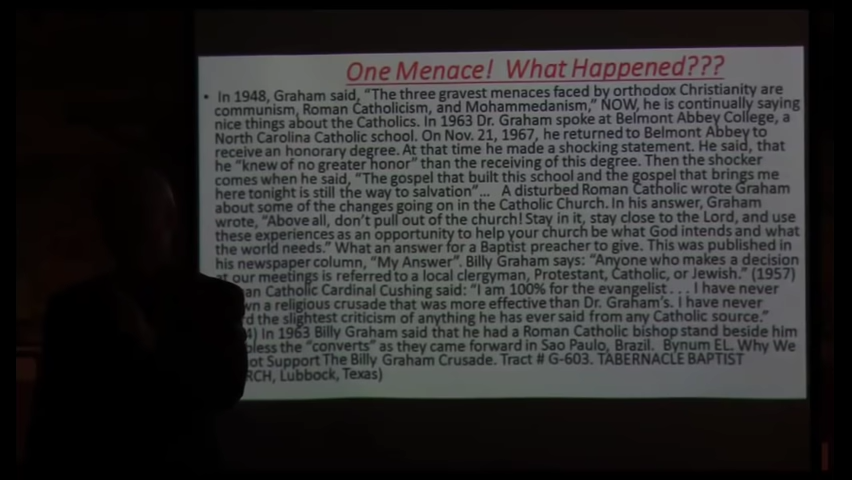 One Menace! What Happened???
• In 1948, Graham said, “The three gravest menaces faced by orthodox Christianity are
communism, Roman Catholicism, and Mohammedanism,” NOW, he is continually saying
nice things about the Catholics. In 1963 Dr. Graham spoke at Belmont Abbey College, a
North Carolina Catholic school. On Nov. 21, 1967, he returned to Belmont Abbey to
receive an honorary degree. At that time he made a shocking statement. He said, that
he “knew of no greater honor” than the receiving of this degree. Then the shocker
comes when he said, “The gospel that built this school and the gospel that brings me
here tonight is still the way to salvation”... A disturbed Roman Catholic wrote Graham
about some of the changes going on in the Catholic Church. In his answer, Graham
wrote, “Above all, don’t pull out of the church! Stay in it, stay close to the Lord, and use
these experiences as an opportunity to help your church be what God intends and what
the world needs.” What an answer for a Baptist preacher to give. This was published in
his newspaper column, “My Answer”. Billy Graham says: “Anyone who makes a decision
at our meetings is referred to a local clergyman, Protestant, Catholic, or Jewish.” (1957)
an Catholic Cardinal Cushing said: “I am 100% for the evangelist . . . I have never
wn a religious crusade that was more effective than Dr. Graham’s. I have never
d the slightest criticism of anything he has ever said from any Catholic source.”
4) In 1963 Billy Graham said that he had a Roman Catholic bishop stand beside him
less the “converts” as they came forward in Sao Paulo, Brazil. Bynum EL. Why We
ot Support The Billy Graham Crusade. Tract # G-603. TABERNACLE BAPTIST
RCH, Lubbock, Texas)